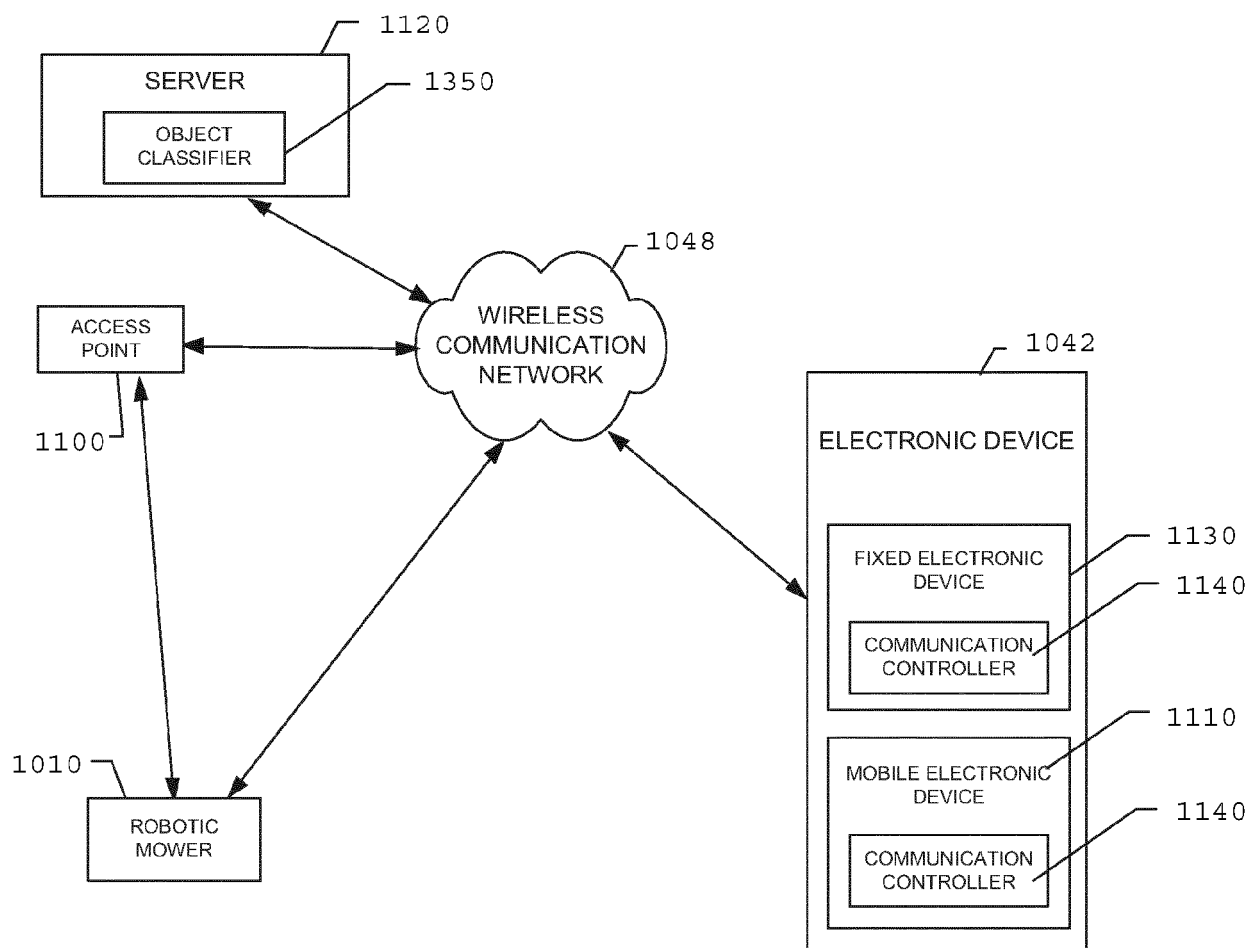 1120
SERVER
1350
OBJECT
CLASSIFIER
1048
WIRELESS
COMMUNICATION
NETWORK
ACCESS
POINT
1100
1042
ELECTRONIC DEVICE
1130
FIXED ELECTRONIC
DEVICE
1140
COMMUNICATION
CONTROLLER
1110
MOBILE ELECTRONIC
DEVICE
1140
COMMUNICATION
CONTROLLER
1010
ROBOTIC
MOWER